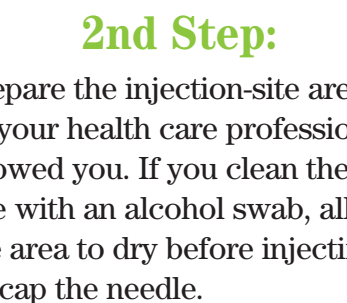 2nd Step:
epare the injection-site are
your health care professio
owed you. If you clean the
e with an alcohol swab, all
e area to dry before injecti
cap the needle.